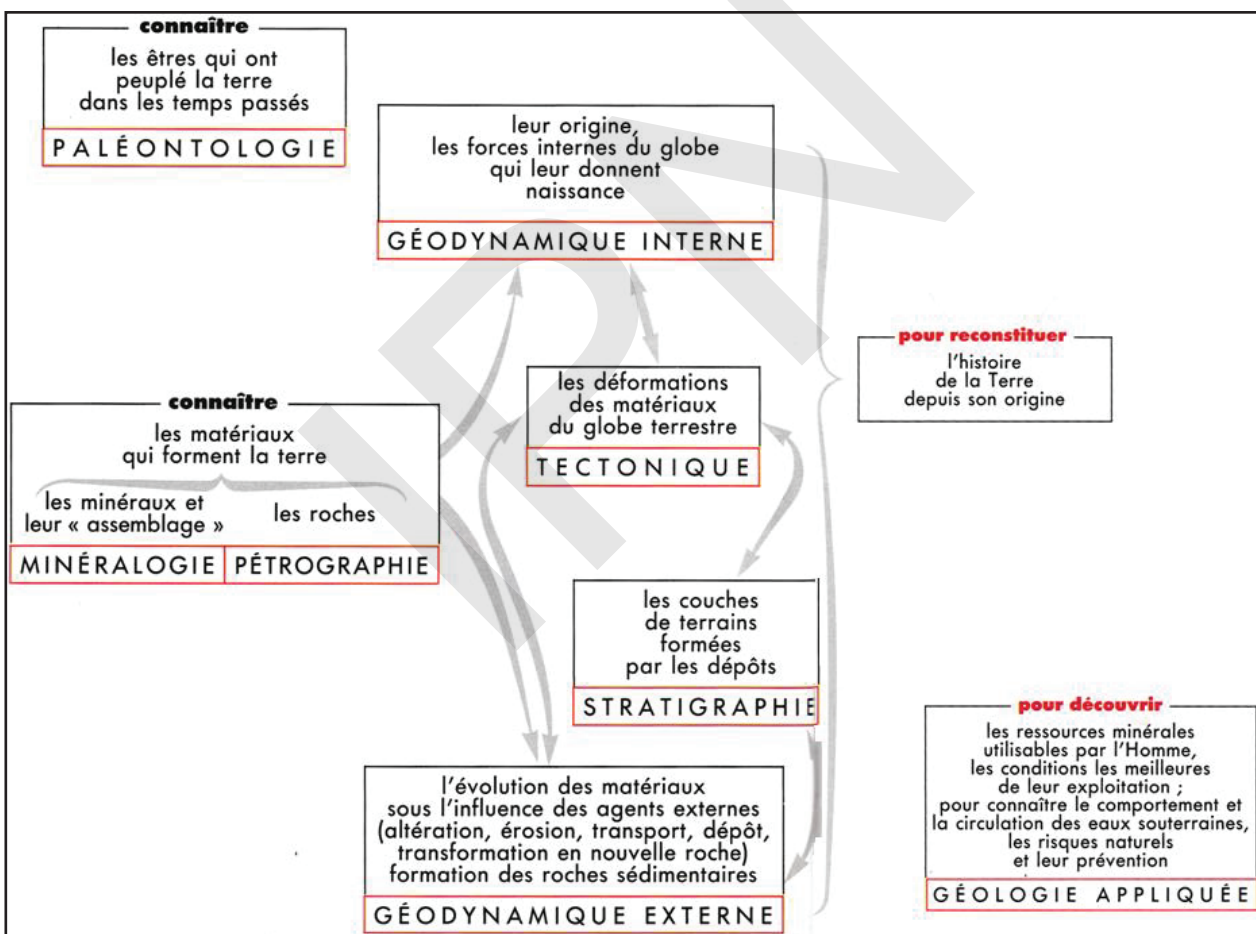 connaître
les êtres qui ont
peuplé la terre
dans les temps passés
PALÉONTOLOGIE
leur origine,
les forces internes du globe
qui leur donnent
naissance
GÉODYNAMIQUE INTERNE
pour reconstituer
l'histoire
de la Terre
depuis son origine
les déformations
des matériaux
du globe terrestre
TECTONIQUE
connaître
les matériaux
qui forment la terre
les minéraux et
leur « assemblage »
les roches
MINÉRALOGIE
PÉTROGRAPHIE
les couches
de terrains
formées
par les dépôts
STRATIGRAPHIE
pour découvrir
les ressources minérales
utilisables par l'Homme,
les conditions les meilleures
de leur exploitation ;
pour connaître le comportement et
la circulation des eaux souterraines,
les risques naturels
et leur prévention
GÉOLOGIE APPLIQUÉE
l'évolution des matériaux
sous l'influence des agents externes
(altération, érosion, transport, dépôt,
transformation en nouvelle roche)
formation des roches sédimentaires
GÉODYNAMIQUE EXTERNE
IPN